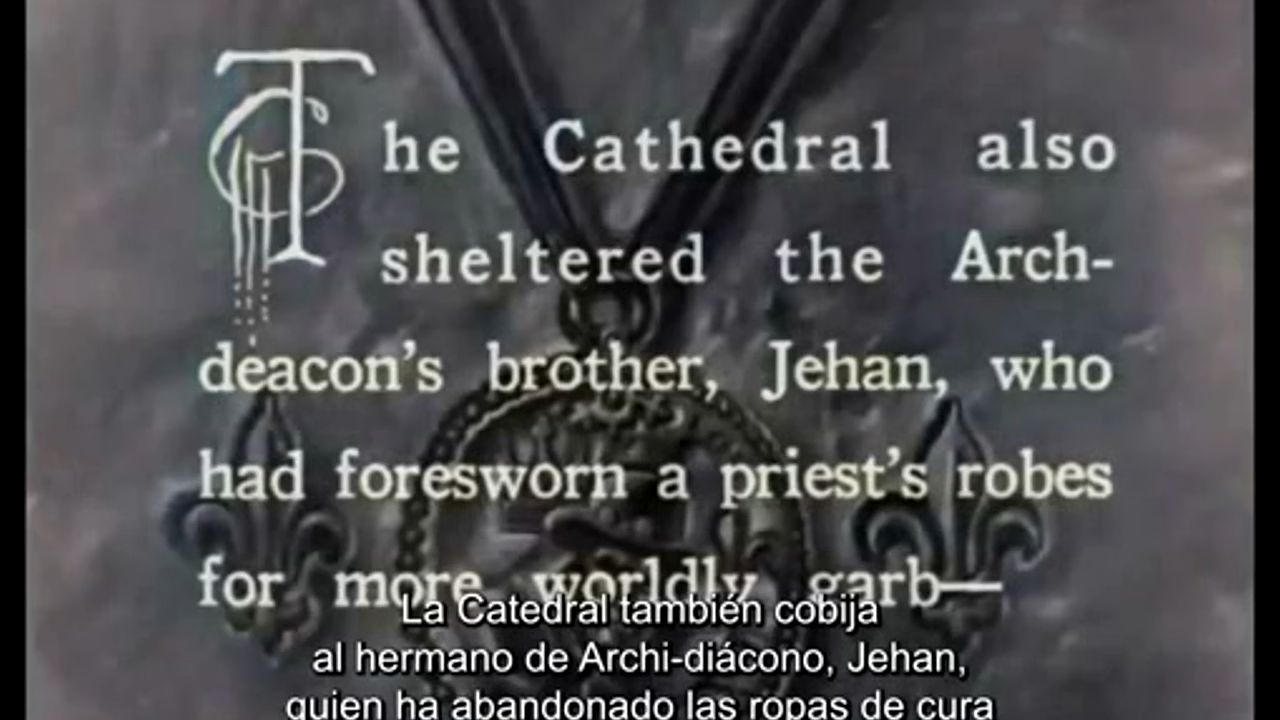 The Cathedral also
sheltered the Arch-
deacon's brother, Jehan, who
had foresworn a priest's robes
for more worldly garb—
La Catedral también cobija
al hermano de Archi-diácono, Jehan,
quien ha abandonado las ropas de cura